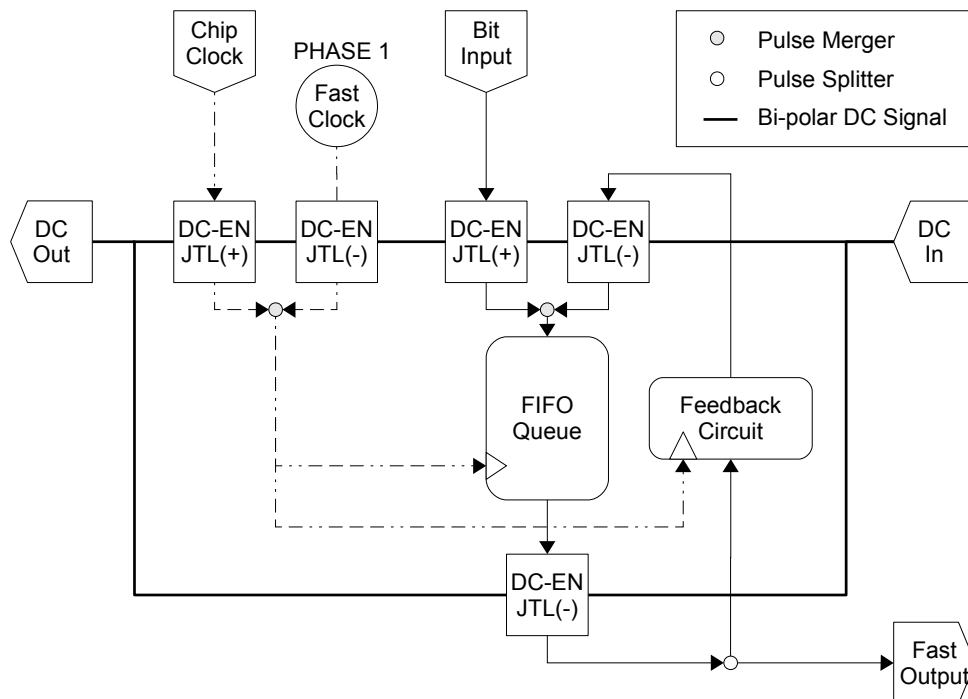 Chip
Clock
PHASE 1
Fast
Clock
Bit
Input
Pulse Merger
Pulse Splitter
Bi-polar DC Signal
DC
Out
DC-EN
JTL(+)
DC-EN
JTL(-)
DC-EN
JTL(+)
DC-EN
JTL(-)
DC
In
FIFO
Queue
Feedback
Circuit
DC-EN
JTL(-)
Fast
Output